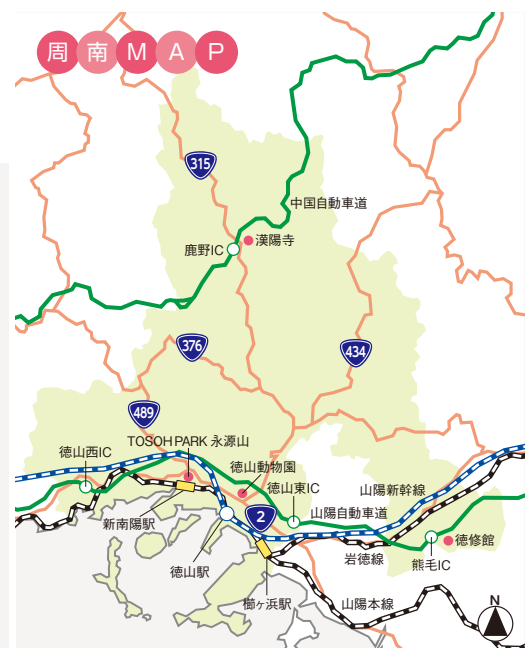 周南MAP
315
中国自動車道
漢陽寺
鹿野IC
376
434
489
TOSOH PARK 永源山
徳山西IC
徳山動物園
徳山東IC
山陽新幹線
2
山陽自動車道
新南陽駅
徳修館
岩徳線
熊毛IC
徳山駅
櫛ヶ浜駅
山陽本線
N